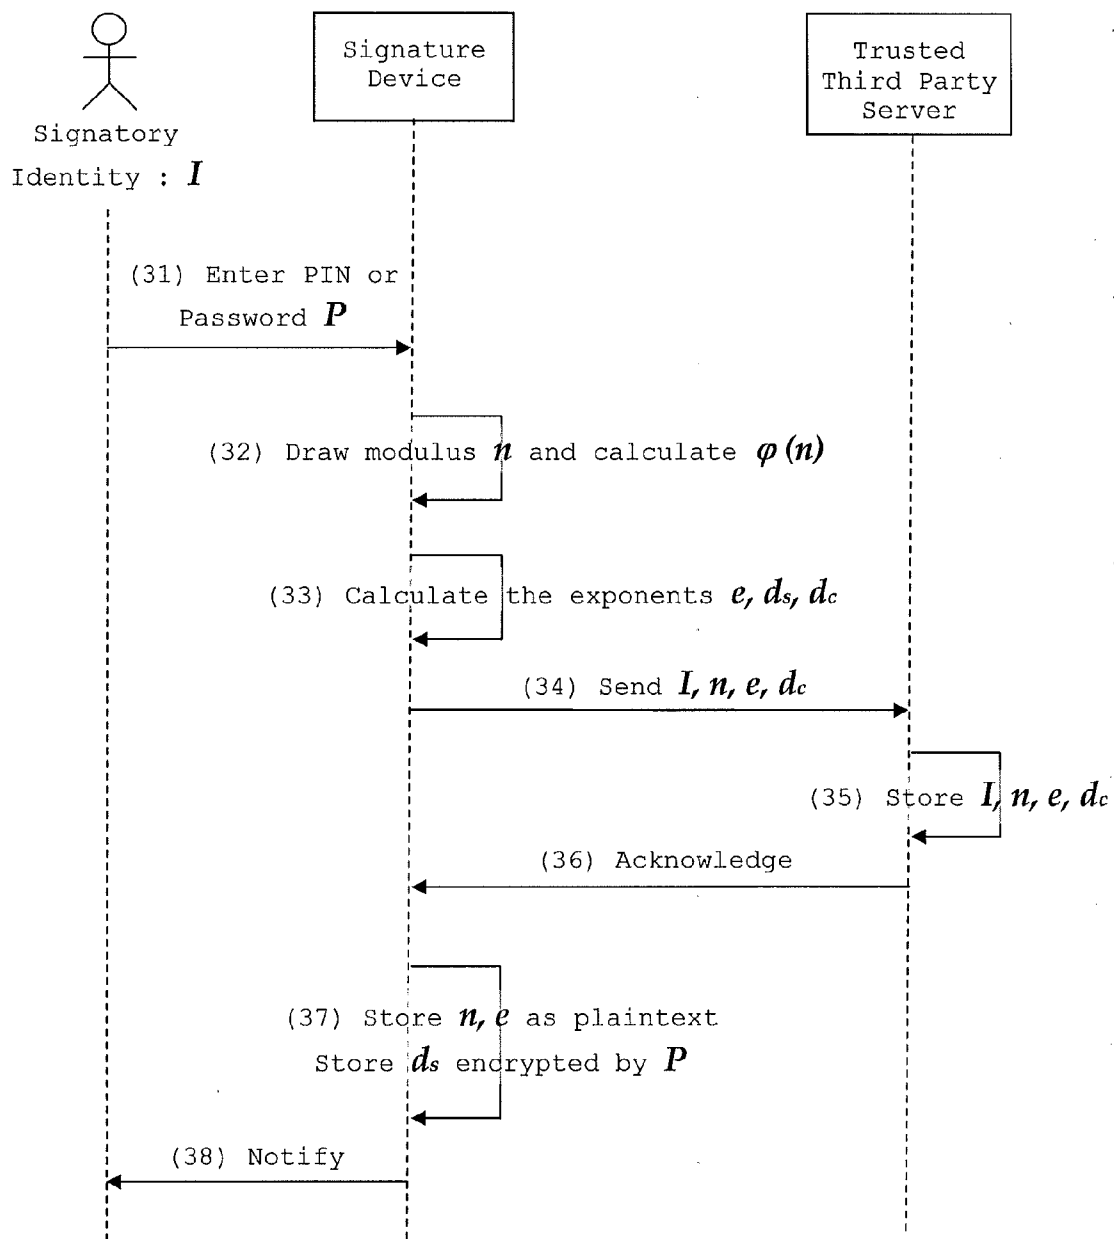 Signature
Device
Trusted
Third Party
Server
Signatory
Identity : I
(31) Enter PIN or
Password P
(32) Draw modulus n and calculate φ(n)
(33) Calculate the exponents e, ds, dc
(34) Send I, n, e, dc
(35) Store I, n, e, dc
(36) Acknowledge
(37) Store n, e as plaintext
Store ds encrypted by P
(38) Notify